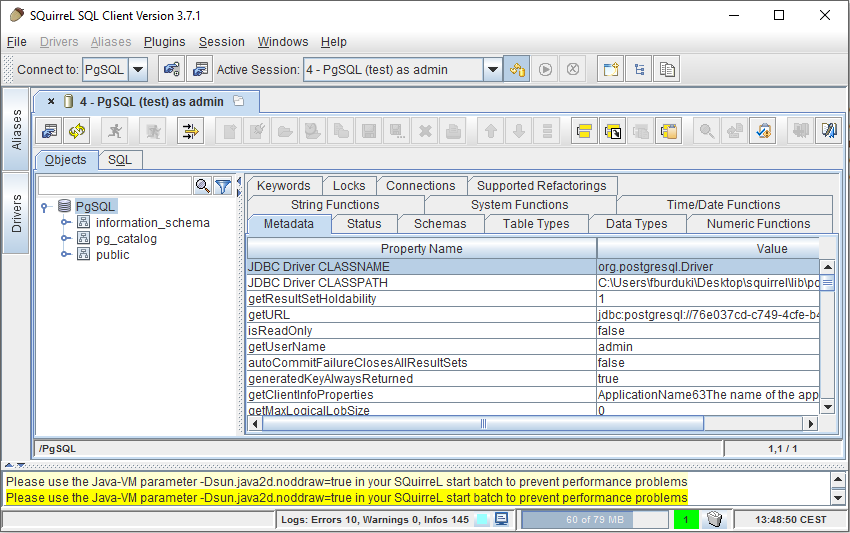 SQuirreL SQL Client Version 3.7.1
File Drivers Aliases Plugins Session Windows Help
Connect to: PgSQL Active Session: 4 - PgSQL (test) as admin
Aliases
Drivers
4 - PgSQL (test) as admin
Objects SQL
PgSQL
information_schema
pg_catalog
public
Keywords Locks Connections Supported Refactorings
String Functions System Functions Time/Date Functions
Metadata Status Schemas Table Types Data Types Numeric Functions
Property Name Value
JDBC Driver CLASSNAME org.postgresql.Driver
JDBC Driver CLASSPATH C:\Users\fburduki\Desktop\squirrel\lib\po
getResultSetHoldability 1
getURL jdbc:postgresql://76e037cd-c749-4cfe-b4
isReadOnly false
getUserName admin
autoCommitFailureClosesAllResultSets false
generatedKeyAlwaysReturned true
getClientInfoProperties ApplicationName63The name of the app
getMaxLogicalLobSize 0
/PgSQL 1,1 / 1
Please use the Java-VM parameter -Dsun.java2d.noddraw=true in your SQuirreL start batch to prevent performance problems
Please use the Java-VM parameter -Dsun.java2d.noddraw=true in your SQuirreL start batch to prevent performance problems
Logs: Errors 10, Warnings 0, Infos 145 60 of 79 MB 1 13:48:50 CEST